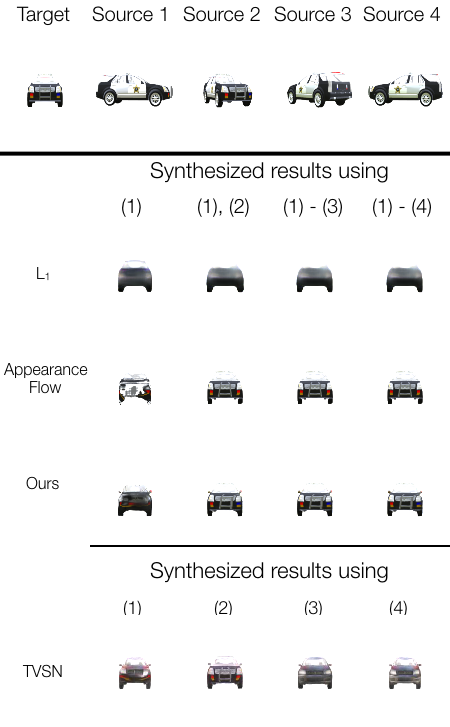 Target Source 1 Source 2 Source 3 Source 4
Synthesized results using
(1) (1), (2) (1) - (3) (1) - (4)
L₁
Appearance
Flow
Ours
Synthesized results using
(1) (2) (3) (4)
TVSN